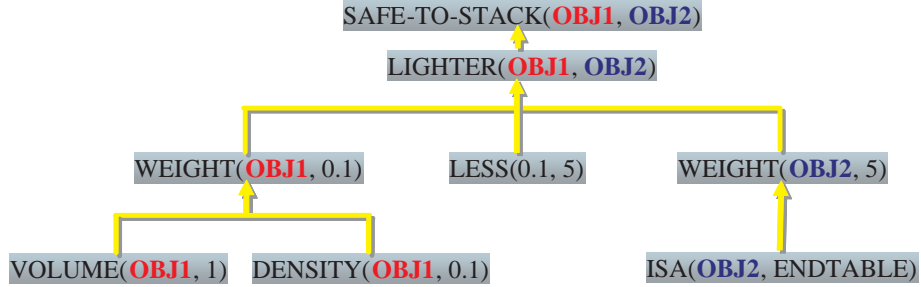 SAFE-TO-STACK(OBJ1, OBJ2)
LIGHTER(OBJ1, OBJ2)
WEIGHT(OBJ1, 0.1) LESS(0.1, 5) WEIGHT(OBJ2, 5)
VOLUME(OBJ1, 1) DENSITY(OBJ1, 0.1) ISA(OBJ2, ENDTABLE)